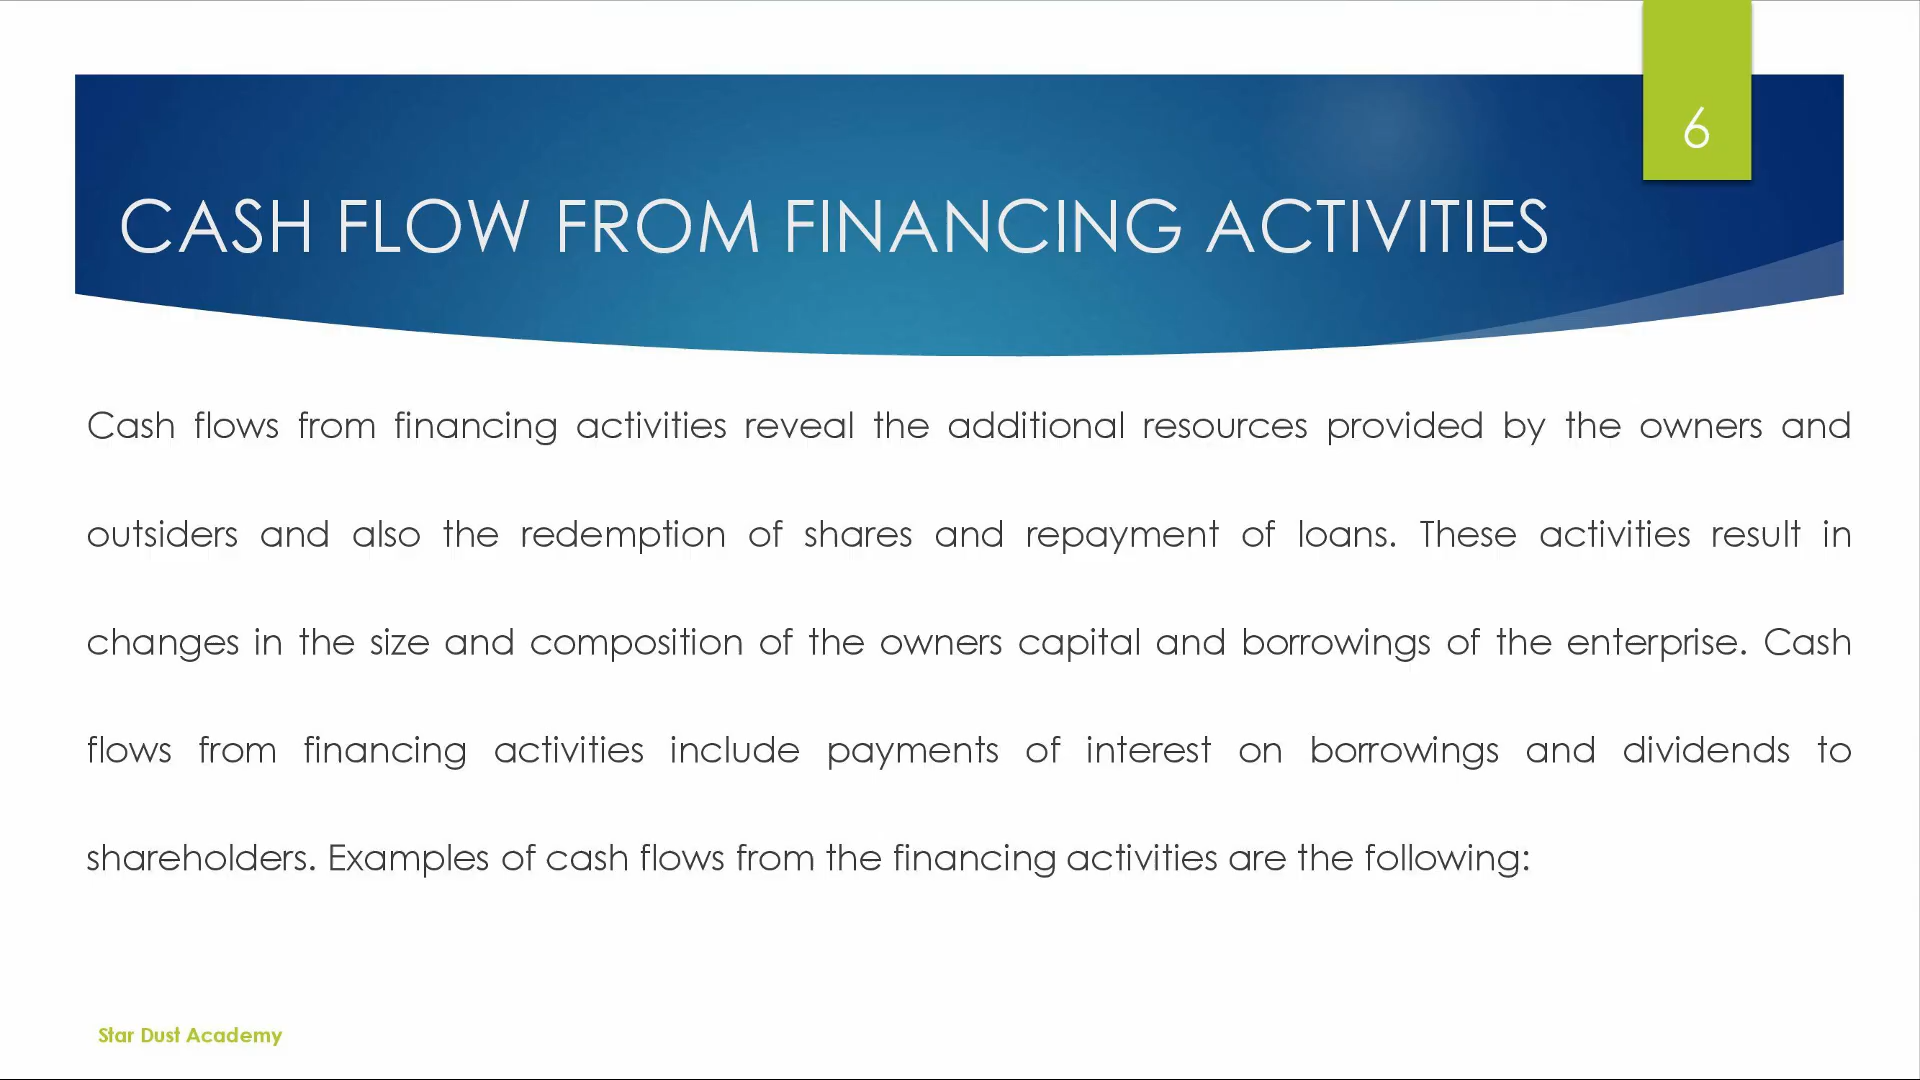 6
CASH FLOW FROM FINANCING ACTIVITIES
Cash flows from financing activities reveal the additional resources provided by the owners and
outsiders and also the redemption of shares and repayment of loans. These activities result in
changes in the size and composition of the owners capital and borrowings of the enterprise. Cash
flows from financing activities include payments of interest on borrowings and dividends to
shareholders. Examples of cash flows from the financing activities are the following:
Star Dust Academy